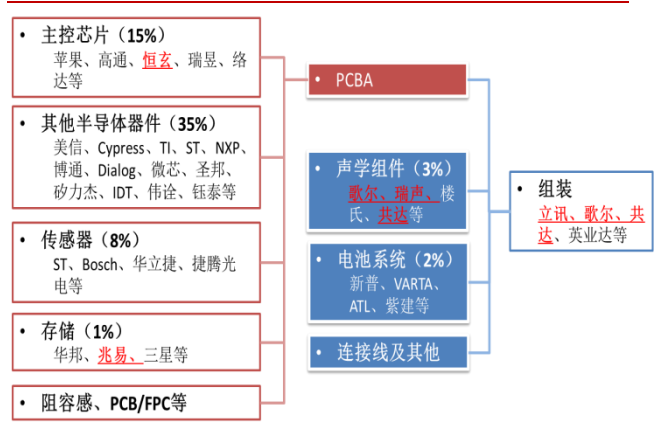 • 主控芯片（15%）
苹果、高通、恒玄、瑞昱、络
达等
• 其他半导体器件（35%）
美信、Cypress、TI、ST、NXP、
博通、Dialog、微芯、圣邦、
矽力杰、IDT、伟诠、钰泰等
• 传感器（8%）
ST、Bosch、华立捷、捷腾光
电等
• 存储（1%）
华邦、兆易、三星等
• 阻容感、PCB/FPC等
• PCBA
• 声学组件（3%）
歌尔、瑞声、楼
氏、共达等
• 电池系统（2%）
新普、VARTA、
ATL、紫建等
• 连接线及其他
• 组装
立讯、歌尔、共
达、英业达等